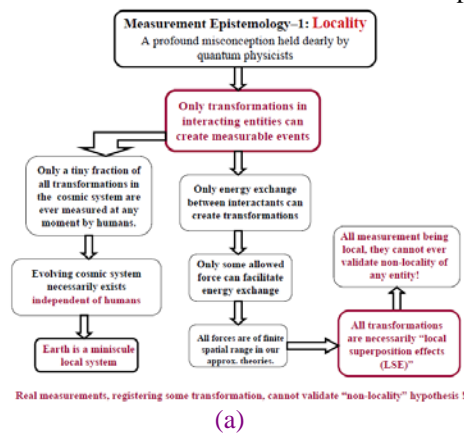 Measurement Epistemology–1: Locality
A profound misconception held dearly by
quantum physicists
Only transformations in
interacting entities can
create measurable events
Only a tiny fraction of
all transformations in
the cosmic system are
ever measured at any
moment by humans.
Evolving cosmic system
necessarily exists
independent of humans
Earth is a miniscule
local system
Only energy exchange
between interactants can
create transformations
Only some allowed
force can facilitate
energy exchange
All forces are of finite
spatial range in our
approx. theories.
All transformations
are necessarily "local
superposition effects
(LSE)"
All measurement being
local, they cannot ever
validate non-locality of
any entity!
Real measurements, registering some transformation, cannot validate "non-locality" hypothesis !
(a)